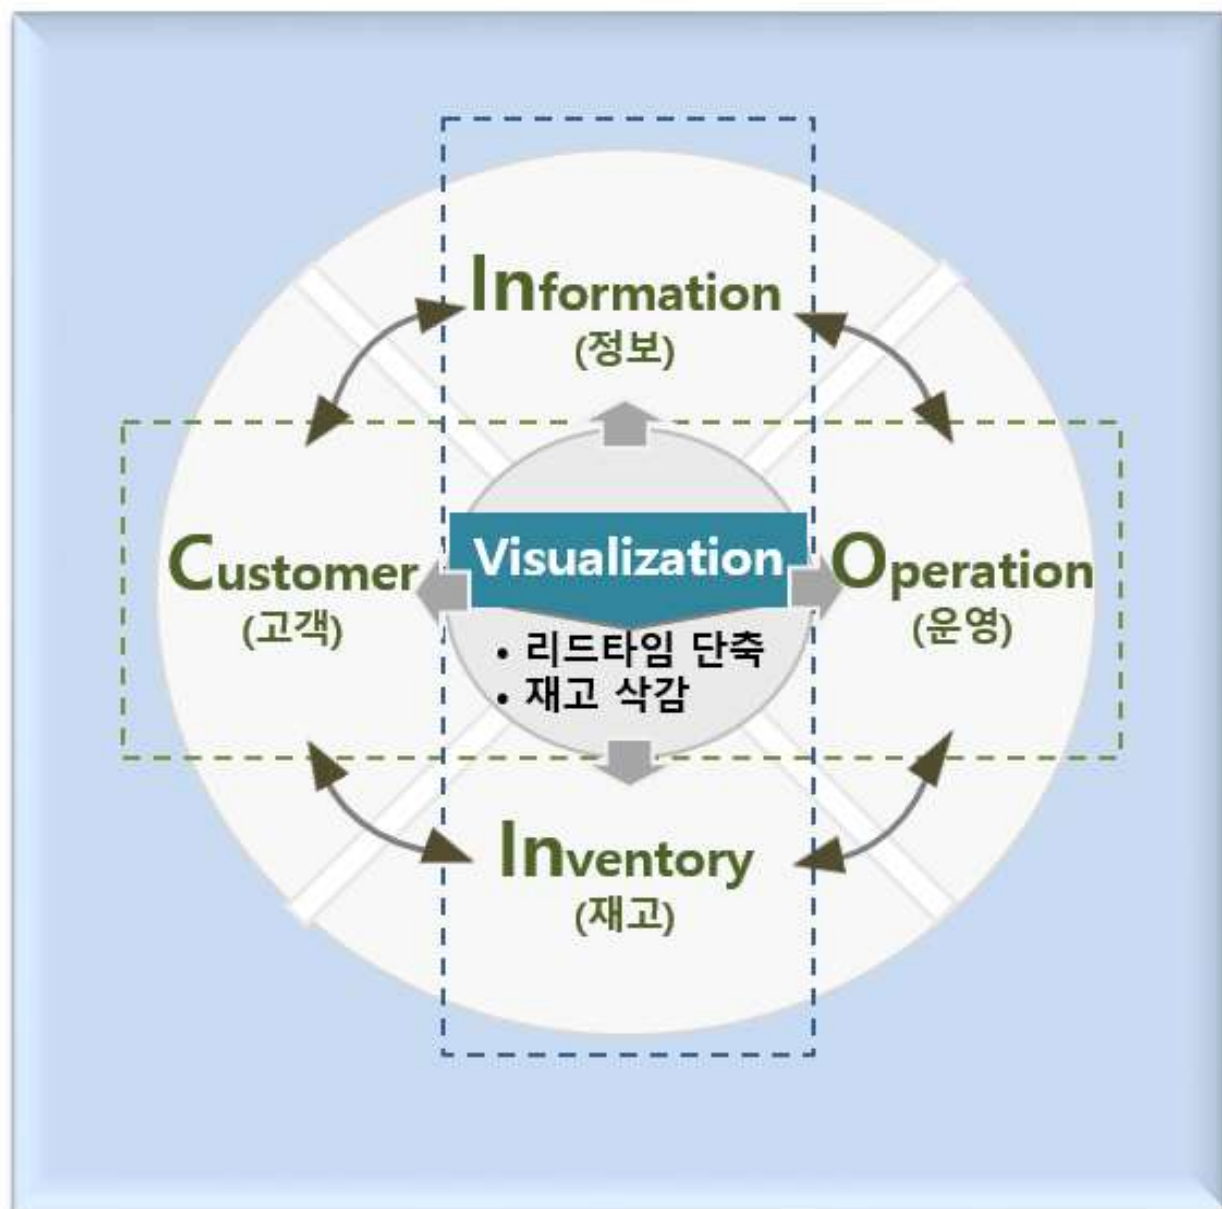 Information
(정보)
Customer
(고객)
Visualization
Operation
(운영)
• 리드타임 단축
• 재고 삭감
Inventory
(재고)